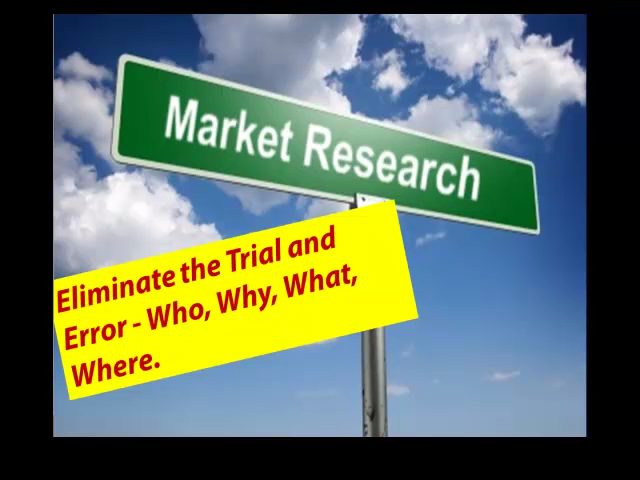 Market Research
Eliminate the Trial and
Error - Who, Why, What,
Where.